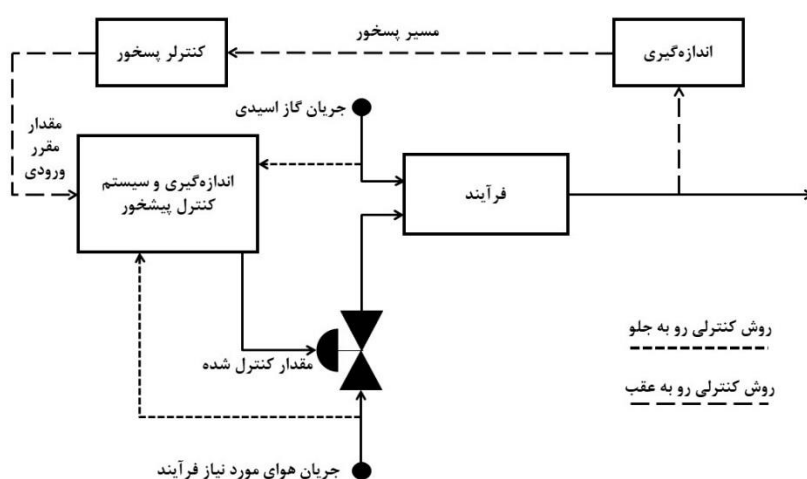 اندازه‌گیری
مسیر پسخور
کنترلر پسخور
جریان گاز اسیدی
مقدار
مقرر
ورودی
اندازه‌گیری و سیستم
کنترل پیشخور
فرآیند
روش کنترلی رو به جلو
مقدار کنترل شده
روش کنترلی رو به عقب
جریان هوای مورد نیاز فرآیند